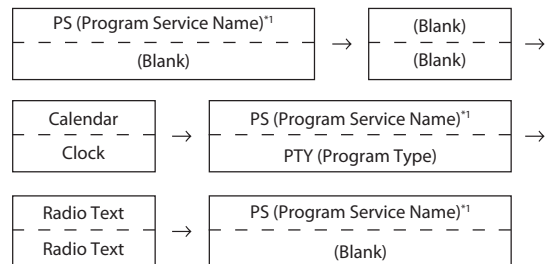 PS (Program Service Name)*1
(Blank)
→
(Blank)
(Blank)
→
Calendar
Clock
→
PS (Program Service Name)*1
PTY (Program Type)
→
Radio Text
Radio Text
→
PS (Program Service Name)*1
(Blank)